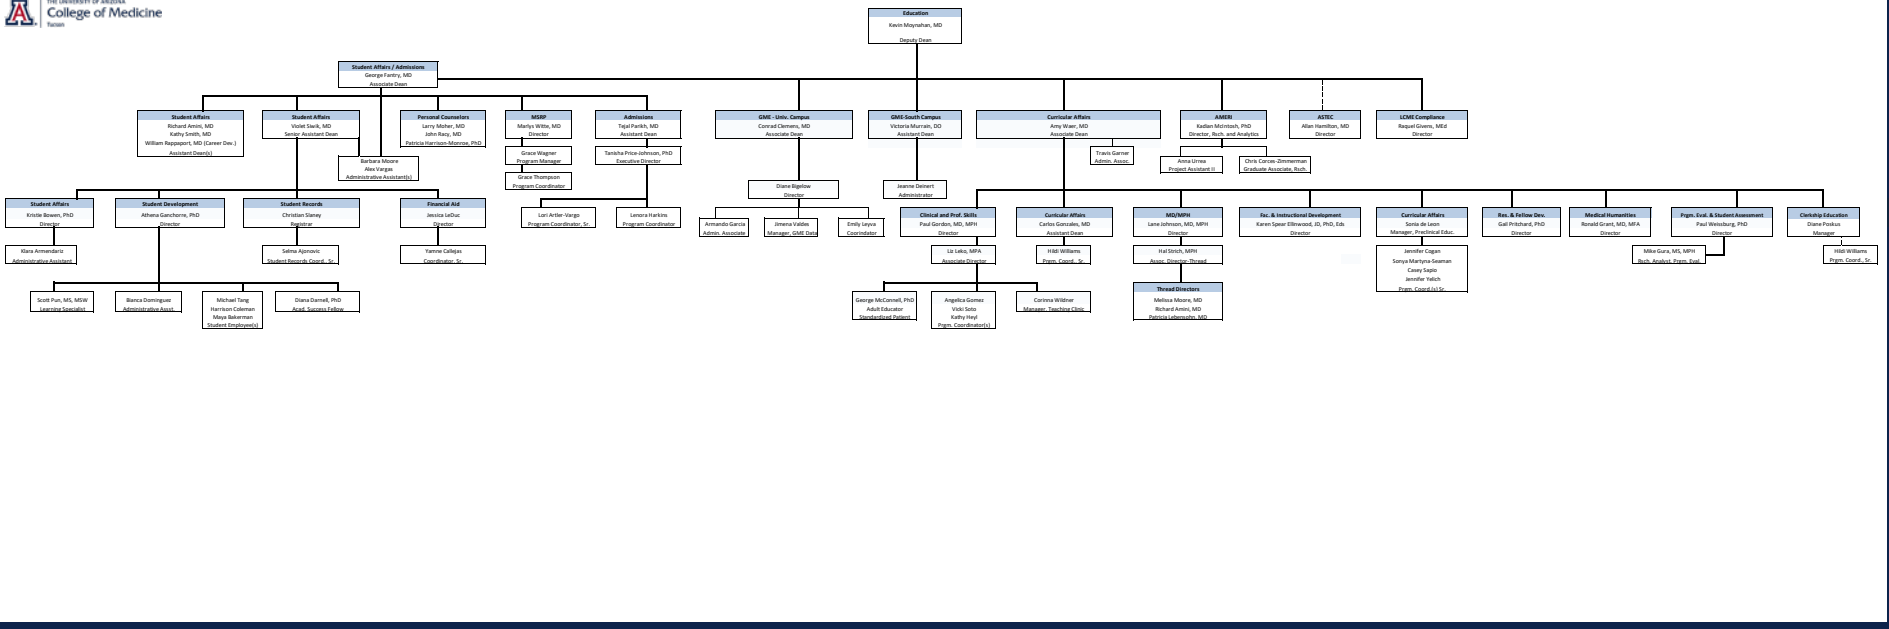 THE UNIVERSITY OF ARIZONA
College of Medicine
Tucson
Education
Kevin Moynahan, MD
Deputy Dean
Student Affairs / Admissions
George Fantry, MD
Associate Dean
Student Affairs
Richard Amini, MD
Kathy Smith, MD
William Rappaport, MD (Career Dev.)
Assistant Dean(s)
Student Affairs
Violet Siwik, MD
Senior Assistant Dean
Barbara Moore
Alex Vargas
Administrative Assistant(s)
Personal Counselors
Larry Moher, MD
John Racy, MD
Patricia Harrison-Monroe, PhD
MSRP
Marlys Witte, MD
Director
Grace Wagner
Program Manager
Grace Thompson
Program Coordinator
Admissions
Tejal Parikh, MD
Assistant Dean
Tanisha Price-Johnson, PhD
Executive Director
Lori Artler-Vargo
Program Coordinator, Sr.
Lenora Harkins
Program Coordinator
GME - Univ. Campus
Conrad Clemens, MD
Associate Dean
Diane Bigelow
Director
Armando Garcia
Admin. Associate
Jimena Valdes
Manager, GME Data
Emily Leyva
Coorindator
GME-South Campus
Victoria Murrain, DO
Assistant Dean
Jeanne Deinert
Administrator
Curricular Affairs
Amy Waer, MD
Associate Dean
Travis Garner
Admin. Assoc.
AMERI
Kadian McIntosh, PhD
Director, Rsch. and Analytics
Anna Urrea
Project Assistant II
Chris Corces-Zimmerman
Graduate Associate, Rsch.
ASTEC
Allan Hamilton, MD
Director
LCME Compliance
Raquel Givens, MEd
Director
Student Affairs
Kristie Bowen, PhD
Director
Klara Armendariz
Administrative Assistant
Student Development
Athena Ganchorre, PhD
Director
Scott Pun, MS, MSW
Learning Specialist
Bianca Dominguez
Administrative Assst.
Michael Tang
Harrison Coleman
Maya Bakerman
Student Employee(s)
Diana Darnell, PhD
Acad. Success Fellow
Student Records
Christian Slaney
Registrar
Selma Ajonovic
Student Records Coord., Sr.
Financial Aid
Jessica LeDuc
Director
Yamne Callejas
Coordinator, Sr.
Clinical and Prof. Skills
Paul Gordon, MD, MPH
Director
Liz Leko, MPA
Associate Director
George McConnell, PhD
Adult Educator
Standardized Patient
Angelica Gomez
Vicki Soto
Kathy Heyl
Prgm. Coordinator(s)
Corinna Wildner
Manager, Teaching Clinic
Curicular Affairs
Carlos Gonzales, MD
Assistant Dean
Hildi Williams
Prgm. Coord., Sr.
MD/MPH
Lane Johnson, MD, MPH
Director
Hal Strich, MPH
Assoc. Director-Thread
Thread Directors
Melissa Moore, MD
Richard Amini, MD
Patricia Lebensohn, MD
Fac. & Instructional Development
Karen Spear Ellinwood, JD, PhD, Eds
Director
Curricular Affairs
Sonia de Leon
Manager, Preclinical Educ.
Jennifer Cogan
Sonya Martyna-Seaman
Casey Sapio
Jennifer Yelich
Prgm. Coord.(s) Sr.
Res. & Fellow Dev.
Gail Pritchard, PhD
Director
Medical Humanities
Ronald Grant, MD, MFA
Director
Prgm. Eval. & Student Assessment
Paul Weissburg, PhD
Director
Mike Gura, MS, MPH
Rsch. Analyst, Prgm. Eval.
Clerkship Education
Diane Poskus
Manager
Hildi Williams
Prgm. Coord., Sr.